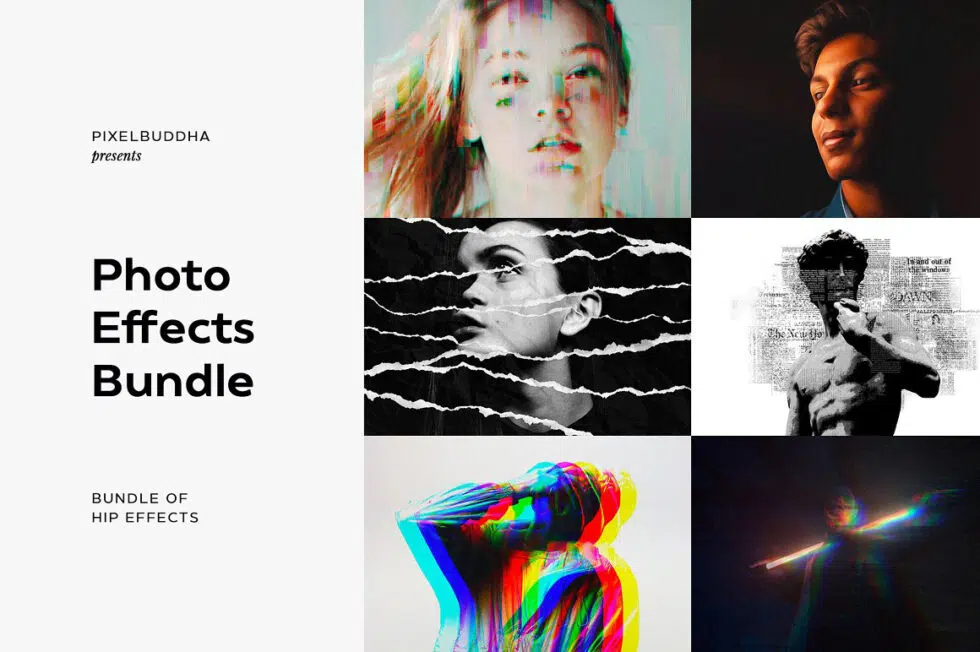 PIXELBUDDHA
presents
Photo
Effects
Bundle
BUNDLE OF
HIP EFFECTS
In and out of
the windows
DAWN
The New Yo